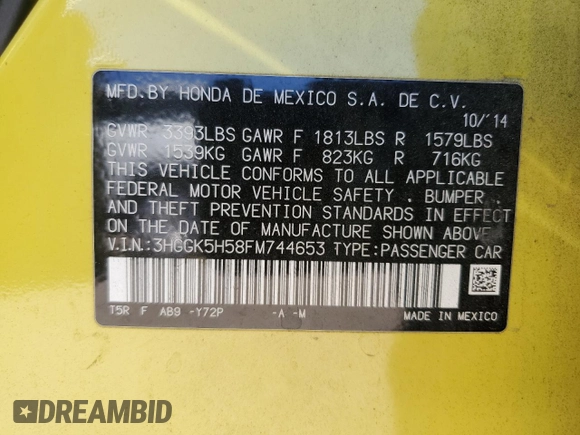 MFD.BY HONDA DE MEXICO S.A. DE C.V.
10/'14
GVWR 3393LBS GAWR F 1813LBS R 1579LBS
GVWR 1539KG GAWR F 823KG R 716KG
THIS VEHICLE CONFORMS TO ALL APPLICABLE
FEDERAL MOTOR VEHICLE SAFETY . BUMPER .
AND THEFT PREVENTION STANDARDS IN EFFECT
ON THE DATE OF MANUFACTURE SHOWN ABOVE.
V.I.N.:3HGGK5H58FM744653 TYPE:PASSENGER CAR
T5R F AB9 -Y72P -A -M
MADE IN MEXICO
DREAMBID